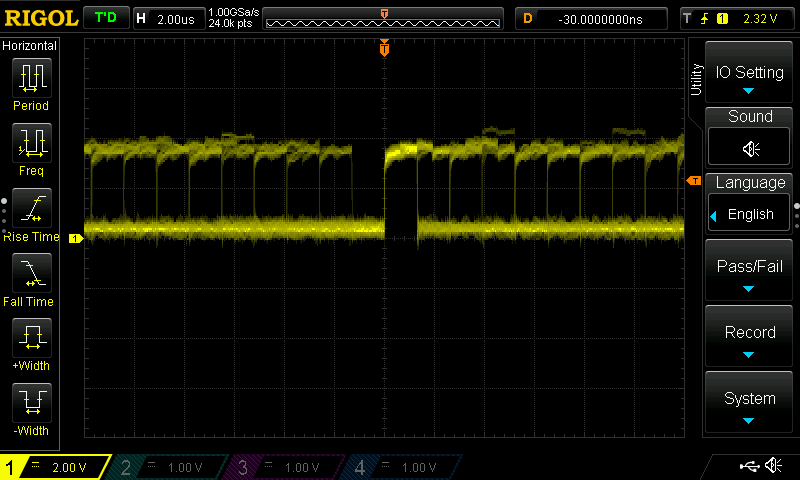 RIGOL T'D H 2.00us 1.00GSa/s 24.0k pts T D -30.0000000ns T 1 2.32 V
Horizontal
Period
Freq
Rise Time
Fall Time
+Width
-Width
T
T
1
Utility
IO Setting
Sound
Language
English
Pass/Fail
Record
System
1 2.00 V 2 1.00 V 3 1.00 V 4 1.00 V